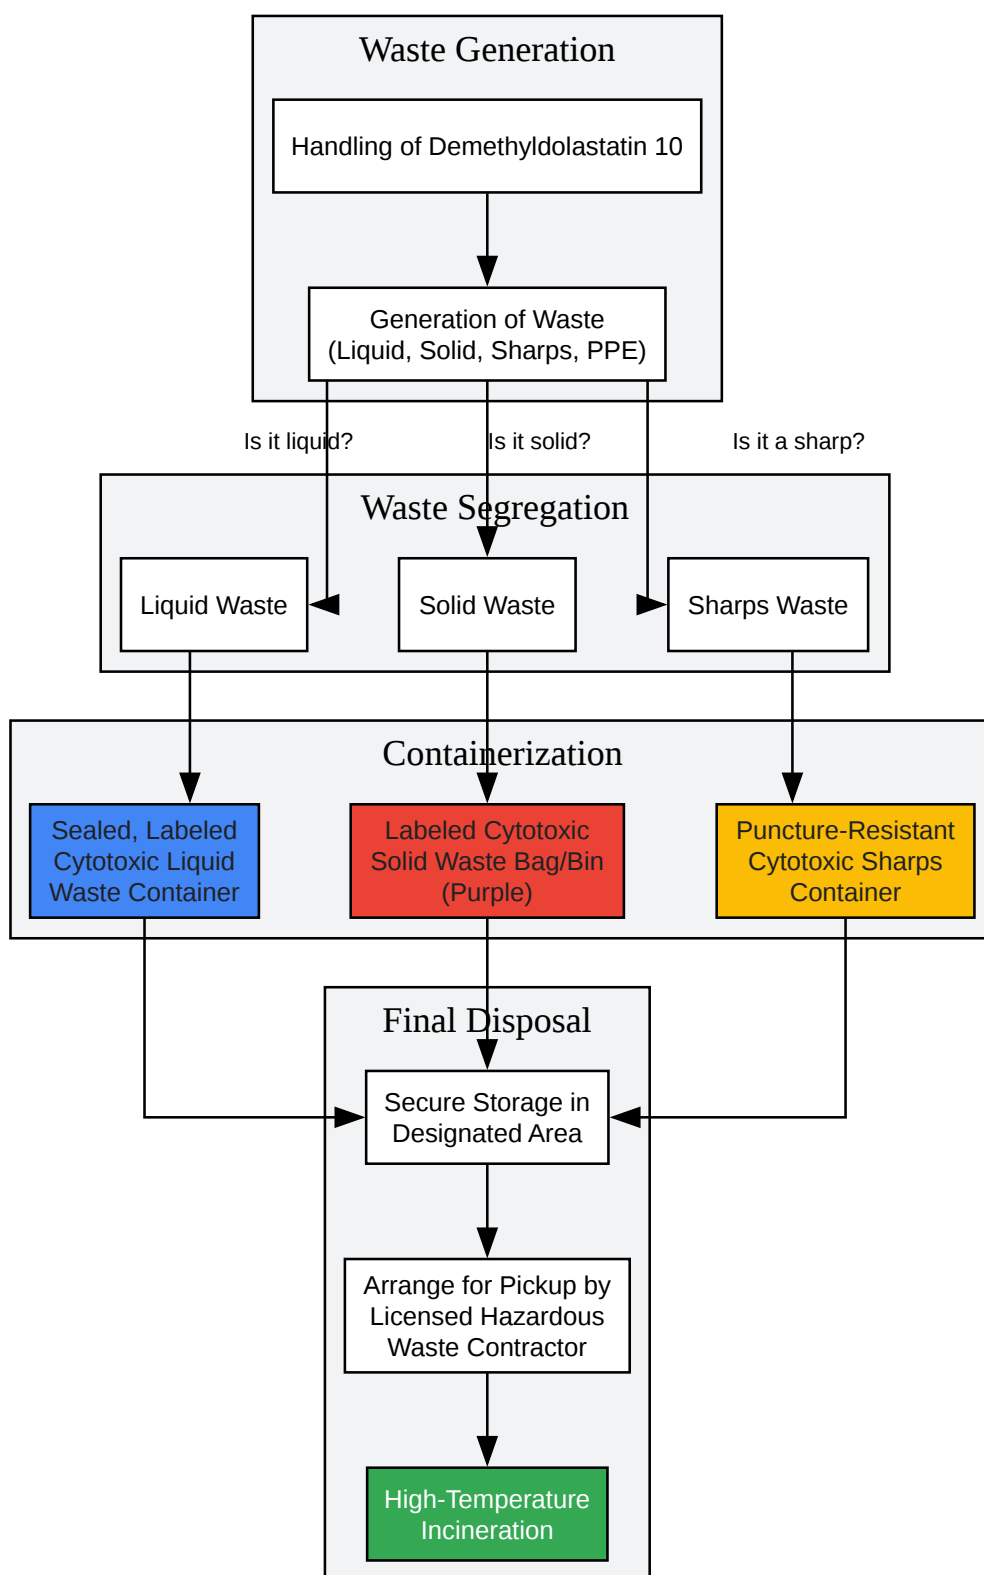 Waste Generation
Handling of Demethyldolastatin 10
Generation of Waste
(Liquid, Solid, Sharps, PPE)
Is it liquid?
Is it solid?
Is it a sharp?
Waste Segregation
Liquid Waste
Solid Waste
Sharps Waste
Containerization
Sealed, Labeled
Cytotoxic Liquid
Waste Container
Labeled Cytotoxic
Solid Waste Bag/Bin
(Purple)
Puncture-Resistant
Cytotoxic Sharps
Container
Final Disposal
Secure Storage in
Designated Area
Arrange for Pickup by
Licensed Hazardous
Waste Contractor
High-Temperature
Incineration